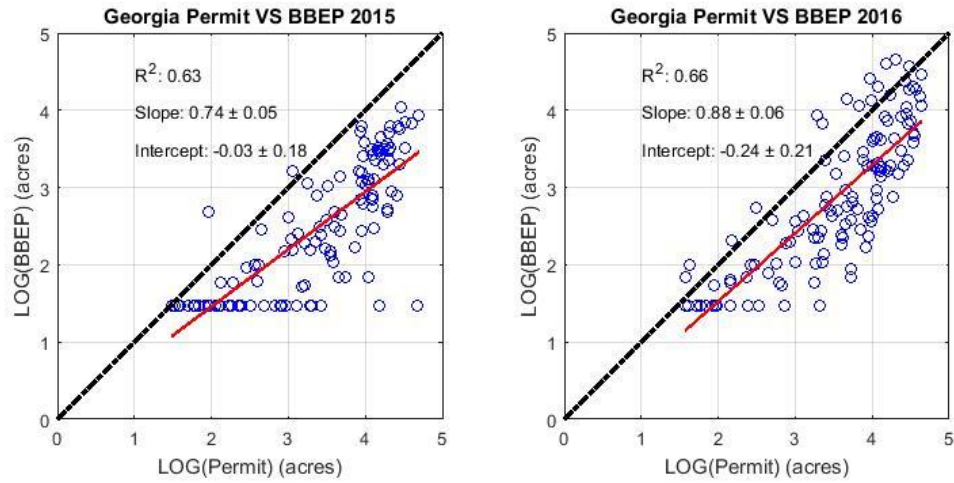 Georgia Permit VS BBEP 2015
R²: 0.63
Slope: 0.74 ± 0.05
Intercept: -0.03 ± 0.18
LOG(BBEP) (acres)
5
4
3
2
1
0
0 1 2 3 4 5
LOG(Permit) (acres)
Georgia Permit VS BBEP 2016
R²: 0.66
Slope: 0.88 ± 0.06
Intercept: -0.24 ± 0.21
LOG(BBEP) (acres)
5
4
3
2
1
0
0 1 2 3 4 5
LOG(Permit) (acres)